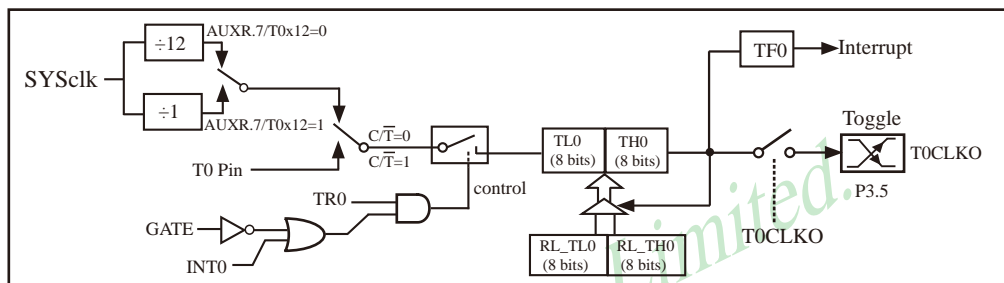 AUXR.7/T0x12=0
÷12
SYSclk
÷1
AUXR.7/T0x12=1
T0 Pin
C/T̅=0
C/T̅=1
TR0
control
GATE
INT0
TL0
(8 bits)
TH0
(8 bits)
RL_TL0
(8 bits)
RL_TH0
(8 bits)
TF0
Interrupt
Toggle
T0CLKO
P3.5
T0CLKO
Limited.